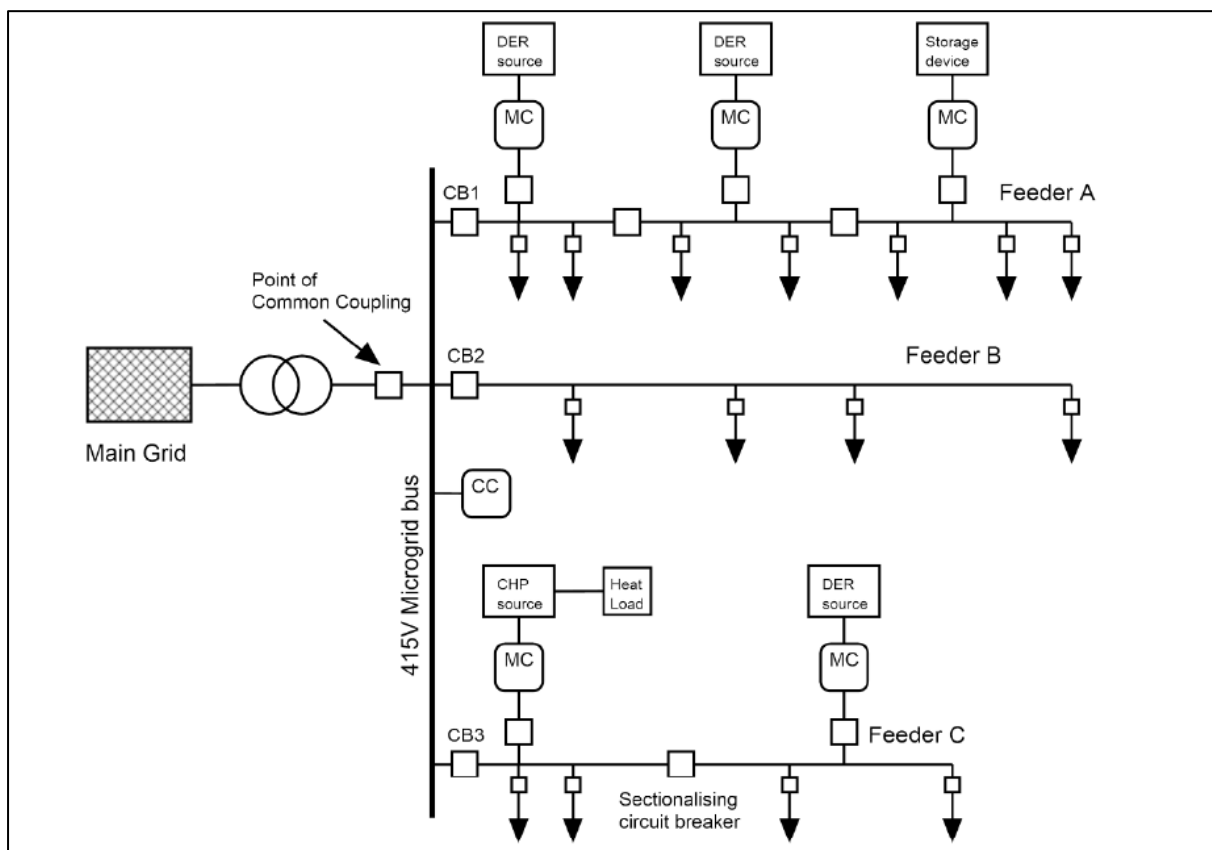 DER
source
DER
source
Storage
device
MC
MC
MC
CB1
Feeder A
Point of
Common Coupling
CB2
Feeder B
Main Grid
CC
415V Microgrid bus
CHP
source
Heat
Load
DER
source
MC
MC
CB3
Feeder C
Sectionalising
circuit breaker